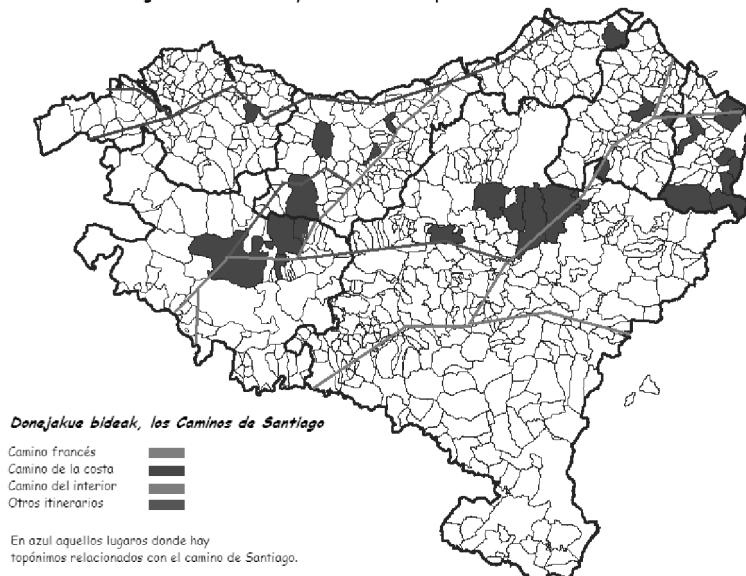 Donejakue bideak, los Caminos de Santiago
Camino francés
Camino de la costa
Camino del interior
Otros itinerarios
En azul aquellos lugares donde hay
topónimos relacionados con el camino de Santiago.